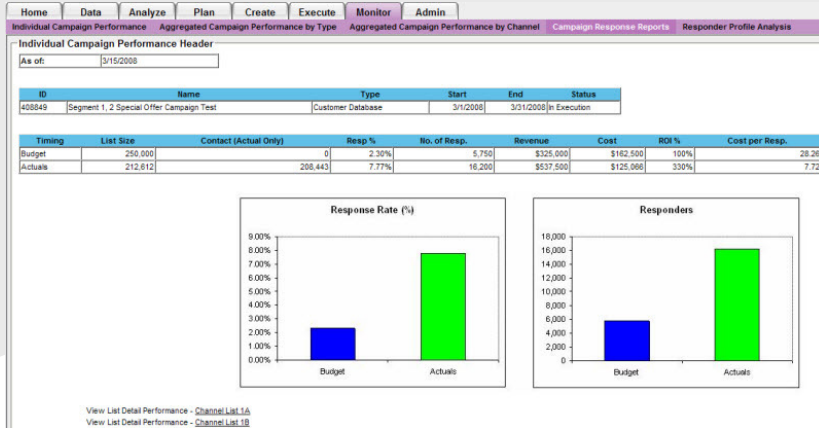 Home Data Analyze Plan Create Execute Monitor Admin
Individual Campaign Performance Aggregated Campaign Performance by Type Aggregated Campaign Performance by Channel Campaign Response Reports Responder Profile Analysis
Individual Campaign Performance Header
As of: 3/15/2008
ID Name Type Start End Status
408849 Segment 1, 2 Special Offer Campaign Test Customer Database 3/1/2008 3/31/2008 In Execution
Timing List Size Contact (Actual Only) Resp % No. of Resp. Revenue Cost ROI % Cost per Resp.
Budget 250,000 0 2.30% 5,750 $325,000 $162,500 100% 28.26
Actuals 212,612 208,443 7.77% 16,200 $537,500 $125,066 330% 7.72
Response Rate (%)
9.00%
8.00%
7.00%
6.00%
5.00%
4.00%
3.00%
2.00%
1.00%
0.00%
Budget Actuals
Responders
18,000
16,000
14,000
12,000
10,000
8,000
6,000
4,000
2,000
0
Budget Actuals
View List Detail Performance - Channel List 1A
View List Detail Performance - Channel List 1B